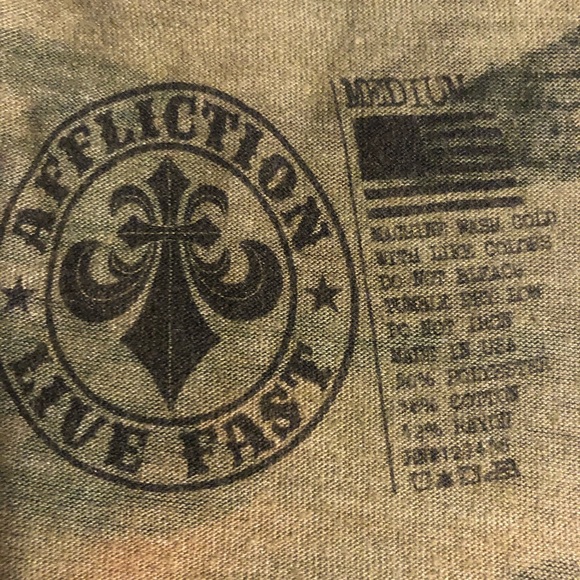 AFFLICTION
LIVE FAST
MEDIUM
MACHINE WASH COLD
WITH LIKE COLORS
DO NOT BLEACH
TUMBLE DRY LOW
DO NOT IRON
MADE IN USA
50% POLYESTER
COTTON
RAYON